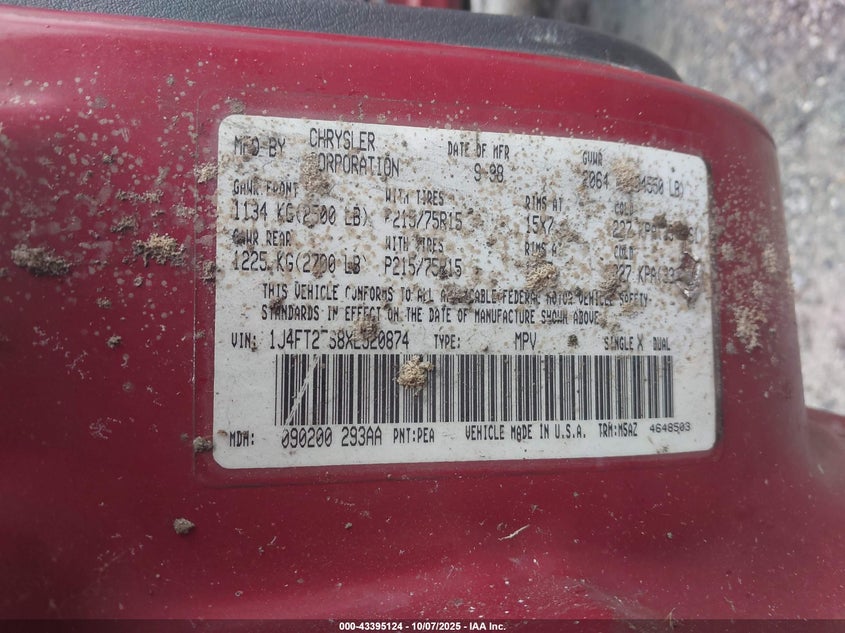 MFD BY CHRYSLER CORPORATION DATE OF MFR 9-98 GVWR
GAWR FRONT WITH TIRES RIMS AT COLD
1134 KG( LB) P215/75R15 15X7
GAWR REAR WITH TIRES RIMS AT COLD
1225 KG(2700 LB) P215/75R15
THIS VEHICLE CONFORMS TO ALL APPLICABLE FEDERAL MOTOR VEHICLE SAFETY
STANDARDS IN EFFECT ON THE DATE OF MANUFACTURE SHOWN ABOVE.
VIN: TYPE: MPV SINGLE X DUAL
MDH: 090200 293AA PNT:PEA VEHICLE MADE IN U.S.A. TRM:M5AZ 4648503
000-43395124 - 10/07/2025 - IAA Inc.